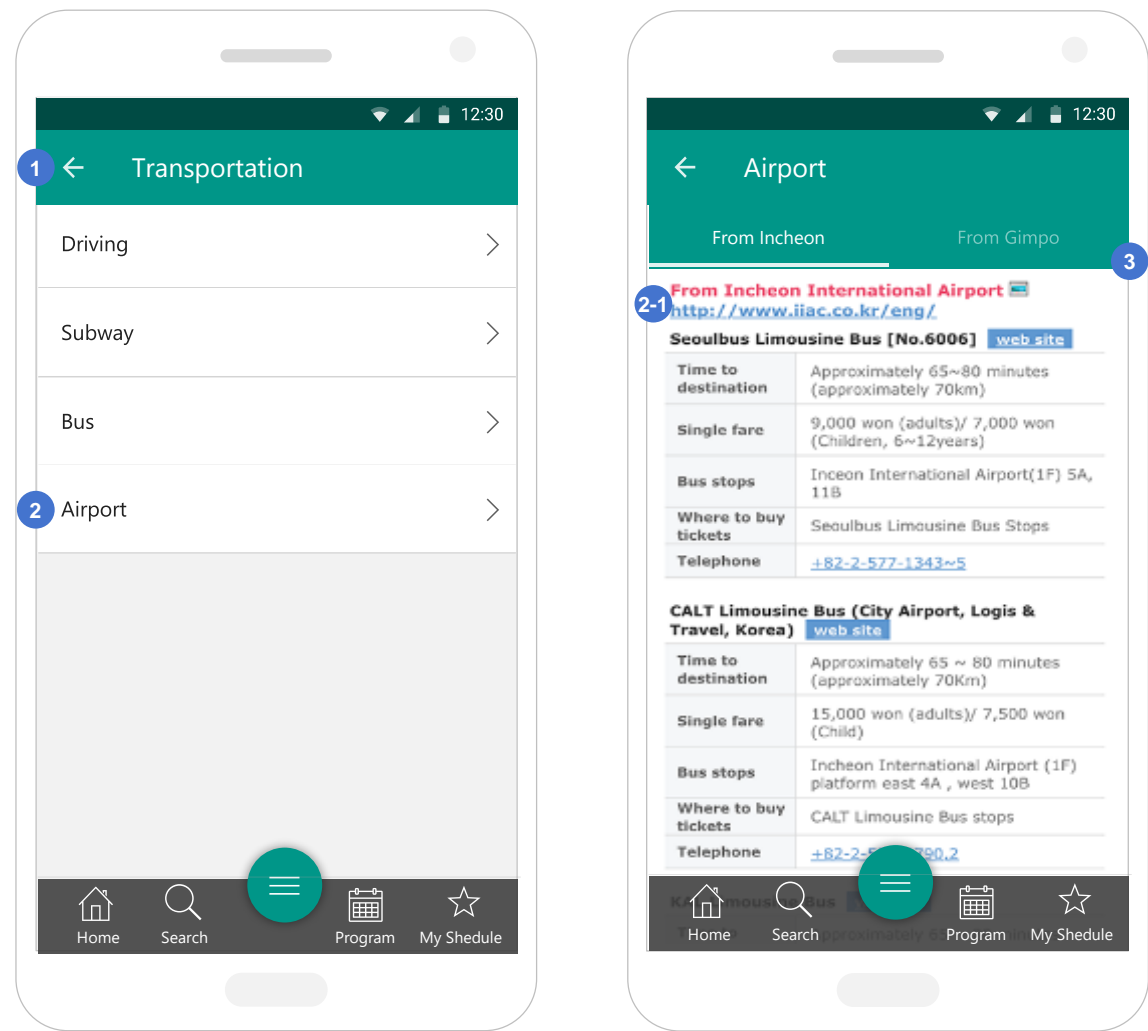 12:30
1
Transportation
Driving
Subway
Bus
2
Airport
Home
Search
Program
My Shedule
12:30
Airport
From Incheon
From Gimpo
3
2-1
From Incheon International Airport
http://www.iiac.co.kr/eng/
Seoulbus Limousine Bus [No.6006] web site
Time to
destination
Approximately 65~80 minutes
(approximately 70km)
Single fare
9,000 won (adults)/ 7,000 won
(Children, 6~12years)
Bus stops
Inceon International Airport(1F) 5A,
11B
Where to buy
tickets
Seoulbus Limousine Bus Stops
Telephone
+82-2-577-1343~5
CALT Limousine Bus (City Airport, Logis &
Travel, Korea) web site
Time to
destination
Approximately 65 ~ 80 minutes
(approximately 70Km)
Single fare
15,000 won (adults)/ 7,500 won
(Child)
Bus stops
Incheon International Airport (1F)
platform east 4A , west 10B
Where to buy
tickets
CALT Limousine Bus stops
Telephone
Bus
Home
Search
Program
My Shedule